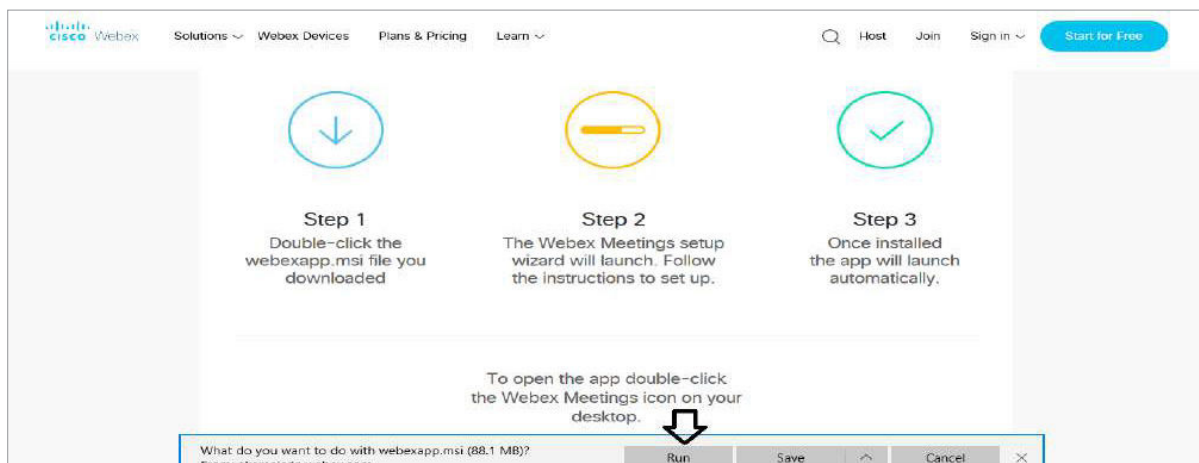 cisco Webex Solutions Webex Devices Plans & Pricing Learn Host Join Sign in Start for Free
Step 1
Double-click the
webexapp.msi file you
downloaded
Step 2
The Webex Meetings setup
wizard will launch. Follow
the instructions to set up.
Step 3
Once installed
the app will launch
automatically.
To open the app double-click
the Webex Meetings icon on your
desktop.
What do you want to do with webexapp.msi (88.1 MB)?
Run Save Cancel